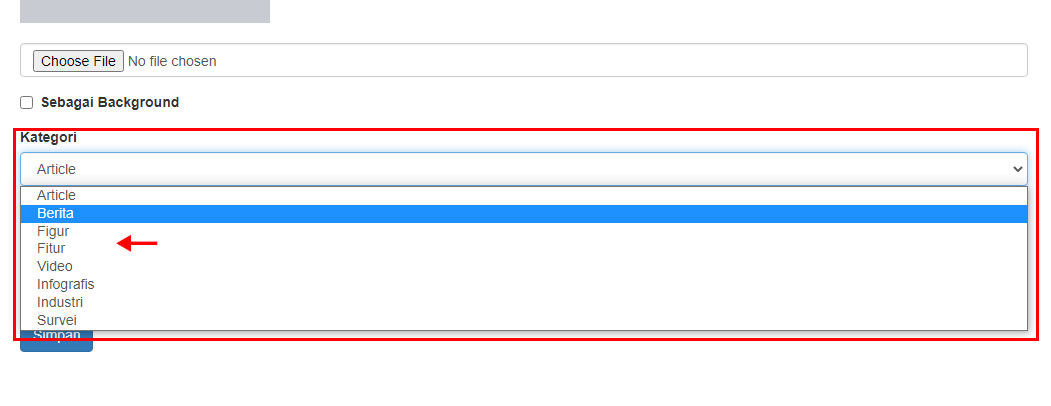 Choose File No file chosen
Sebagai Background
Kategori
Article
Article
Berita
Figur
Fitur
Video
Infografis
Industri
Survei
Simpan